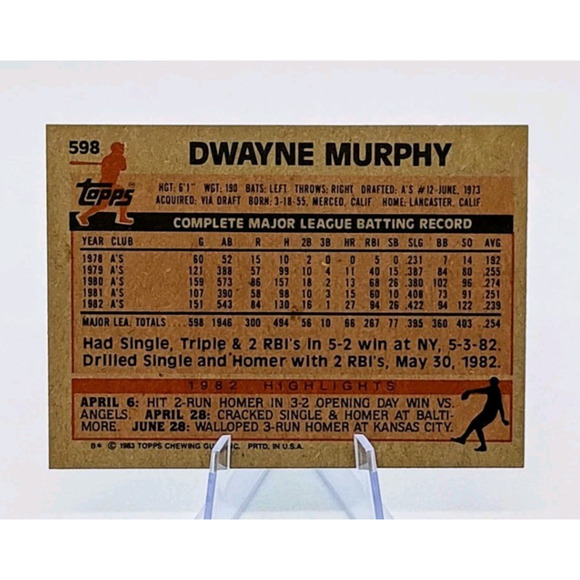 598
DWAYNE MURPHY
Topps
HGT: 6'1" WGT: 190 BATS: LEFT THROWS: RIGHT DRAFTED: A'S #12-JUNE, 1973
ACQUIRED: VIA DRAFT BORN: 3-18-55, MERCED, CALIF HOME: LANCASTER, CALIF.
COMPLETE MAJOR LEAGUE BATTING RECORD
YEAR CLUB G AB R H 2B 3B HR RBI SB SLG BB SO AVG
1978 A'S 60 52 15 10 2 0 0 5 0 .231 7 14 .192
1979 A'S 121 388 57 99 10 4 11 40 15 .387 84 80 .255
1980 A'S 159 573 86 157 18 2 13 68 26 .380 102 96 .274
1981 A'S 107 390 58 98 10 3 15 60 10 .408 73 91 .251
1982 A'S 151 543 84 130 16 1 27 94 26 .422 94 122 .239
MAJOR LEA. TOTALS 598 1946 300 494 56 10 66 267 77 .395 360 403 .254
Had Single, Triple & 2 RBI's in 5-2 win at NY, 5-3-82.
Drilled Single and Homer with 2 RBI's, May 30, 1982.
1982 HIGHLIGHTS
APRIL 6: HIT 2-RUN HOMER IN 3-2 OPENING DAY WIN VS.
ANGELS. APRIL 28: CRACKED SINGLE & HOMER AT BALTI-
MORE. JUNE 28: WALLOPED 3-RUN HOMER AT KANSAS CITY.
B* © 1983 TOPPS CHEWING GUM, INC. PRTD. IN U.S.A.